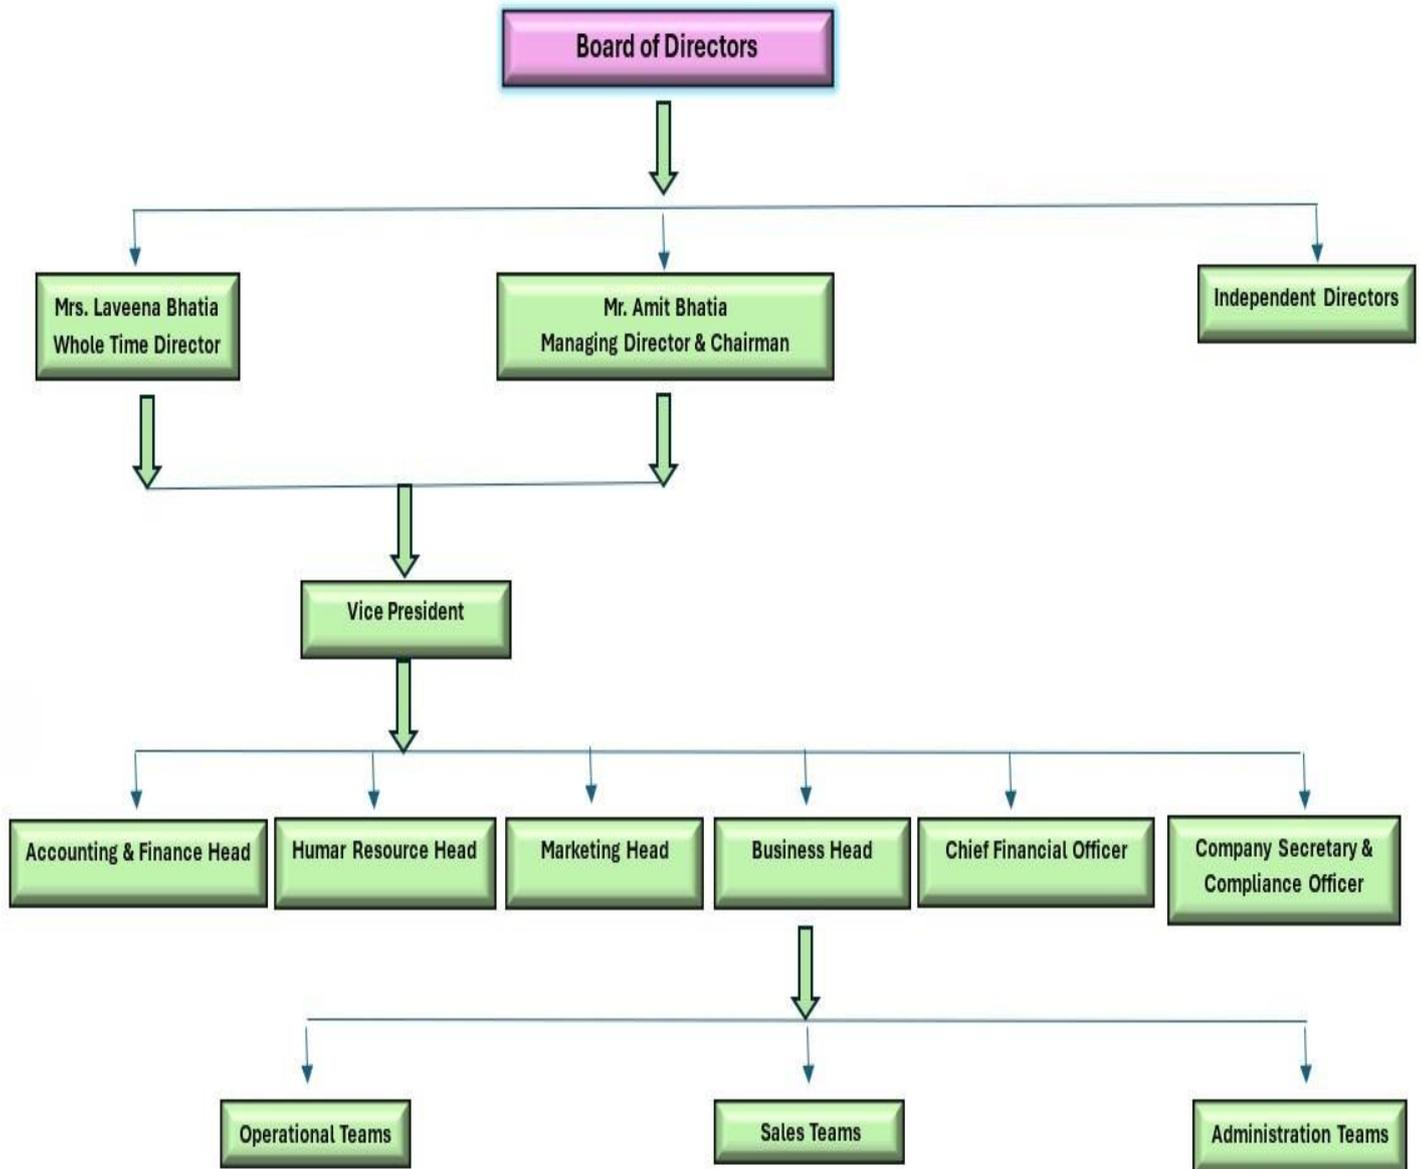 Board of Directors
Mrs. Laveena Bhatia
Whole Time Director
Mr. Amit Bhatia
Managing Director & Chairman
Independent Directors
Vice President
Accounting & Finance Head
Humar Resource Head
Marketing Head
Business Head
Chief Financial Officer
Company Secretary &
Compliance Officer
Operational Teams
Sales Teams
Administration Teams